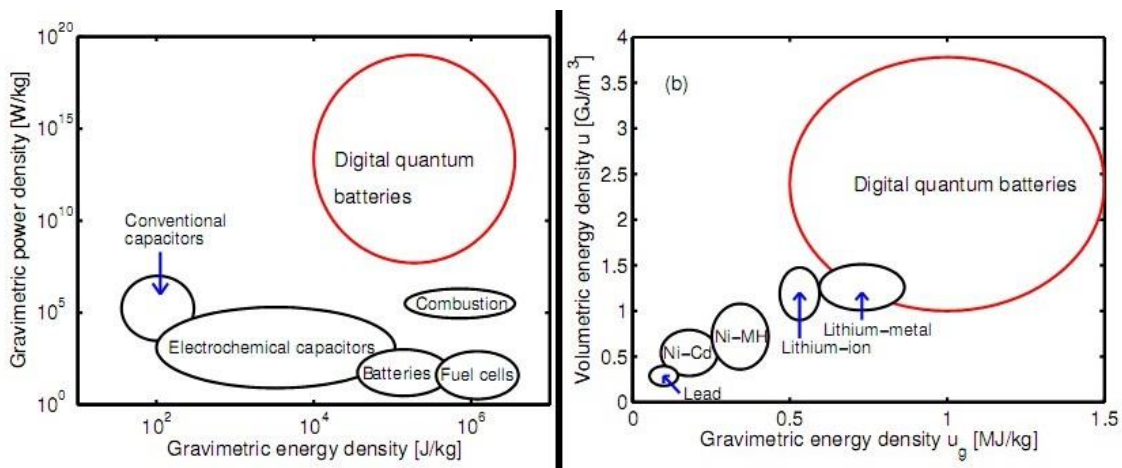 10^20
10^15
10^10
10^5
10^0
Gravimetric power density [W/kg]
Digital quantum
batteries
Conventional
capacitors
Combustion
Electrochemical capacitors
Batteries
Fuel cells
10^2
10^4
10^6
Gravimetric energy density [J/kg]
4
3.5
3
2.5
2
1.5
1
0.5
0
Volumetric energy density u [GJ/m^3]
(b)
Digital quantum batteries
Lithium-metal
Lithium-ion
Ni-MH
Ni-Cd
Lead
0.5
1
1.5
Gravimetric energy density u_g [MJ/kg]